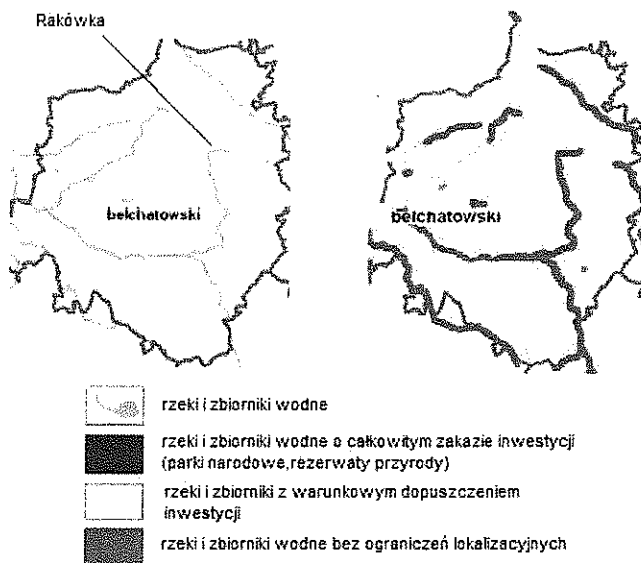 Rakówka
bełchatowski
bełchatowski
rzeki i zbiorniki wodne
rzeki i zbiorniki wodne o całkowitym zakazie inwestycji
(parki narodowe,rezerwaty przyrody)
rzeki i zbiorniki z warunkowym dopuszczeniem
inwestycji
rzeki i zbiorniki wodne bez ograniczeń lokalizacyjnych